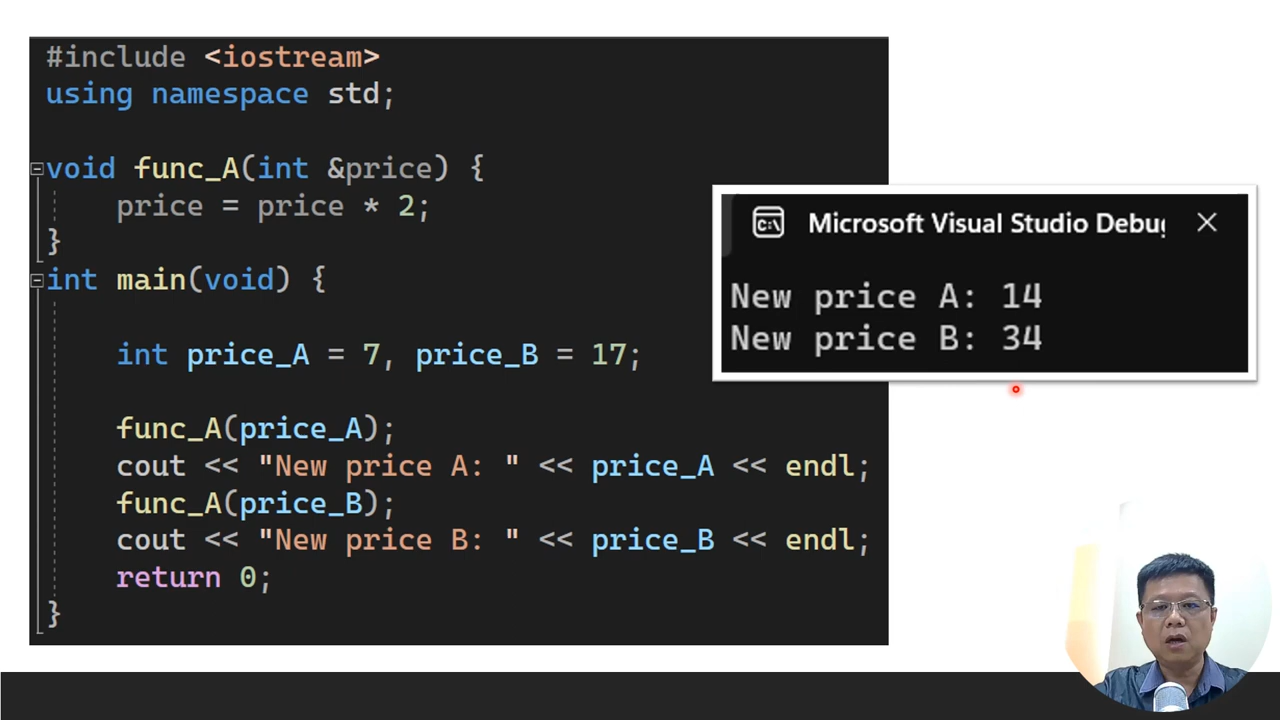 #include <iostream>
using namespace std;
void func_A(int &price) {
price = price * 2;
}
int main(void) {
int price_A = 7, price_B = 17;
func_A(price_A);
cout << "New price A: " << price_A << endl;
func_A(price_B);
cout << "New price B: " << price_B << endl;
return 0;
}
C:\
Microsoft Visual Studio Debug
New price A: 14
New price B: 34